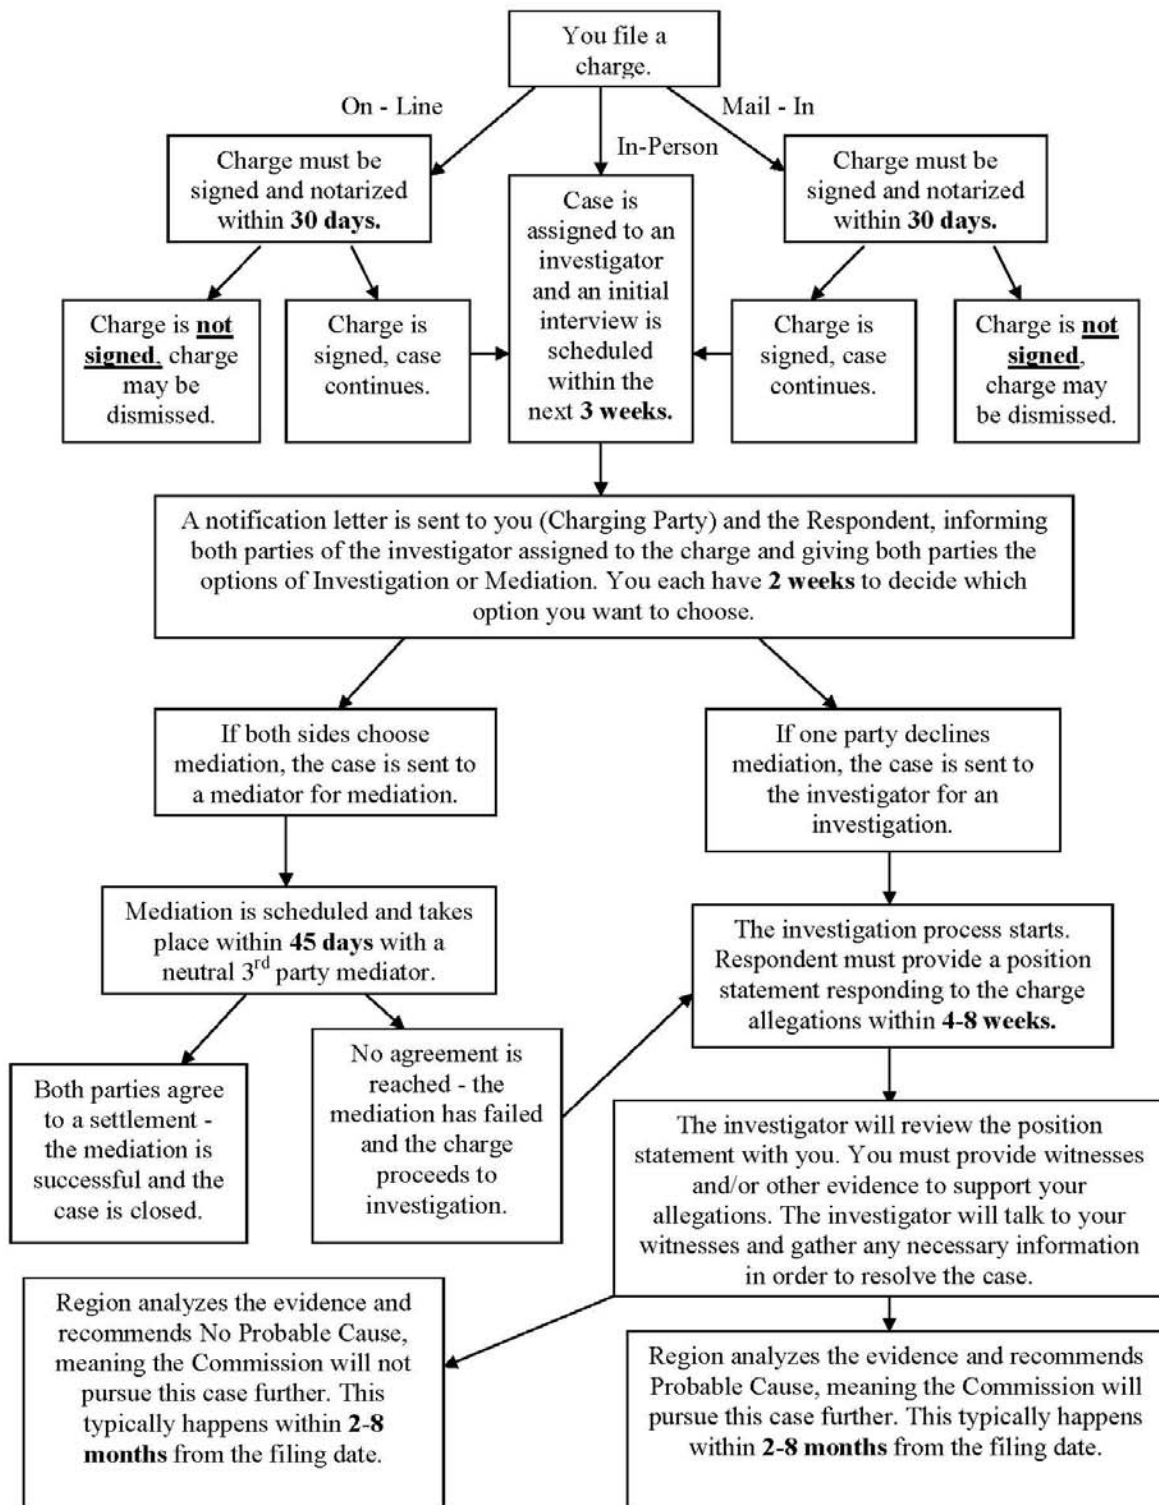 You file a
charge.
On - Line
In-Person
Mail - In
Charge must be
signed and notarized
within 30 days.
Case is
assigned to an
investigator
and an initial
interview is
scheduled
within the
next 3 weeks.
Charge must be
signed and notarized
within 30 days.
Charge is not
signed, charge
may be
dismissed.
Charge is
signed, case
continues.
Charge is
signed, case
continues.
Charge is not
signed,
charge may
be dismissed.
A notification letter is sent to you (Charging Party) and the Respondent, informing
both parties of the investigator assigned to the charge and giving both parties the
options of Investigation or Mediation. You each have 2 weeks to decide which
option you want to choose.
If both sides choose
mediation, the case is sent to
a mediator for mediation.
If one party declines
mediation, the case is sent to
the investigator for an
investigation.
Mediation is scheduled and takes
place within 45 days with a
neutral 3rd party mediator.
The investigation process starts.
Respondent must provide a position
statement responding to the charge
allegations within 4-8 weeks.
Both parties agree
to a settlement -
the mediation is
successful and the
case is closed.
No agreement is
reached - the
mediation has failed
and the charge
proceeds to
investigation.
The investigator will review the position
statement with you. You must provide witnesses
and/or other evidence to support your
allegations. The investigator will talk to your
witnesses and gather any necessary information
in order to resolve the case.
Region analyzes the evidence and
recommends No Probable Cause,
meaning the Commission will not
pursue this case further. This
typically happens within 2-8
months from the filing date.
Region analyzes the evidence and recommends
Probable Cause, meaning the Commission will
pursue this case further. This typically happens
within 2-8 months from the filing date.